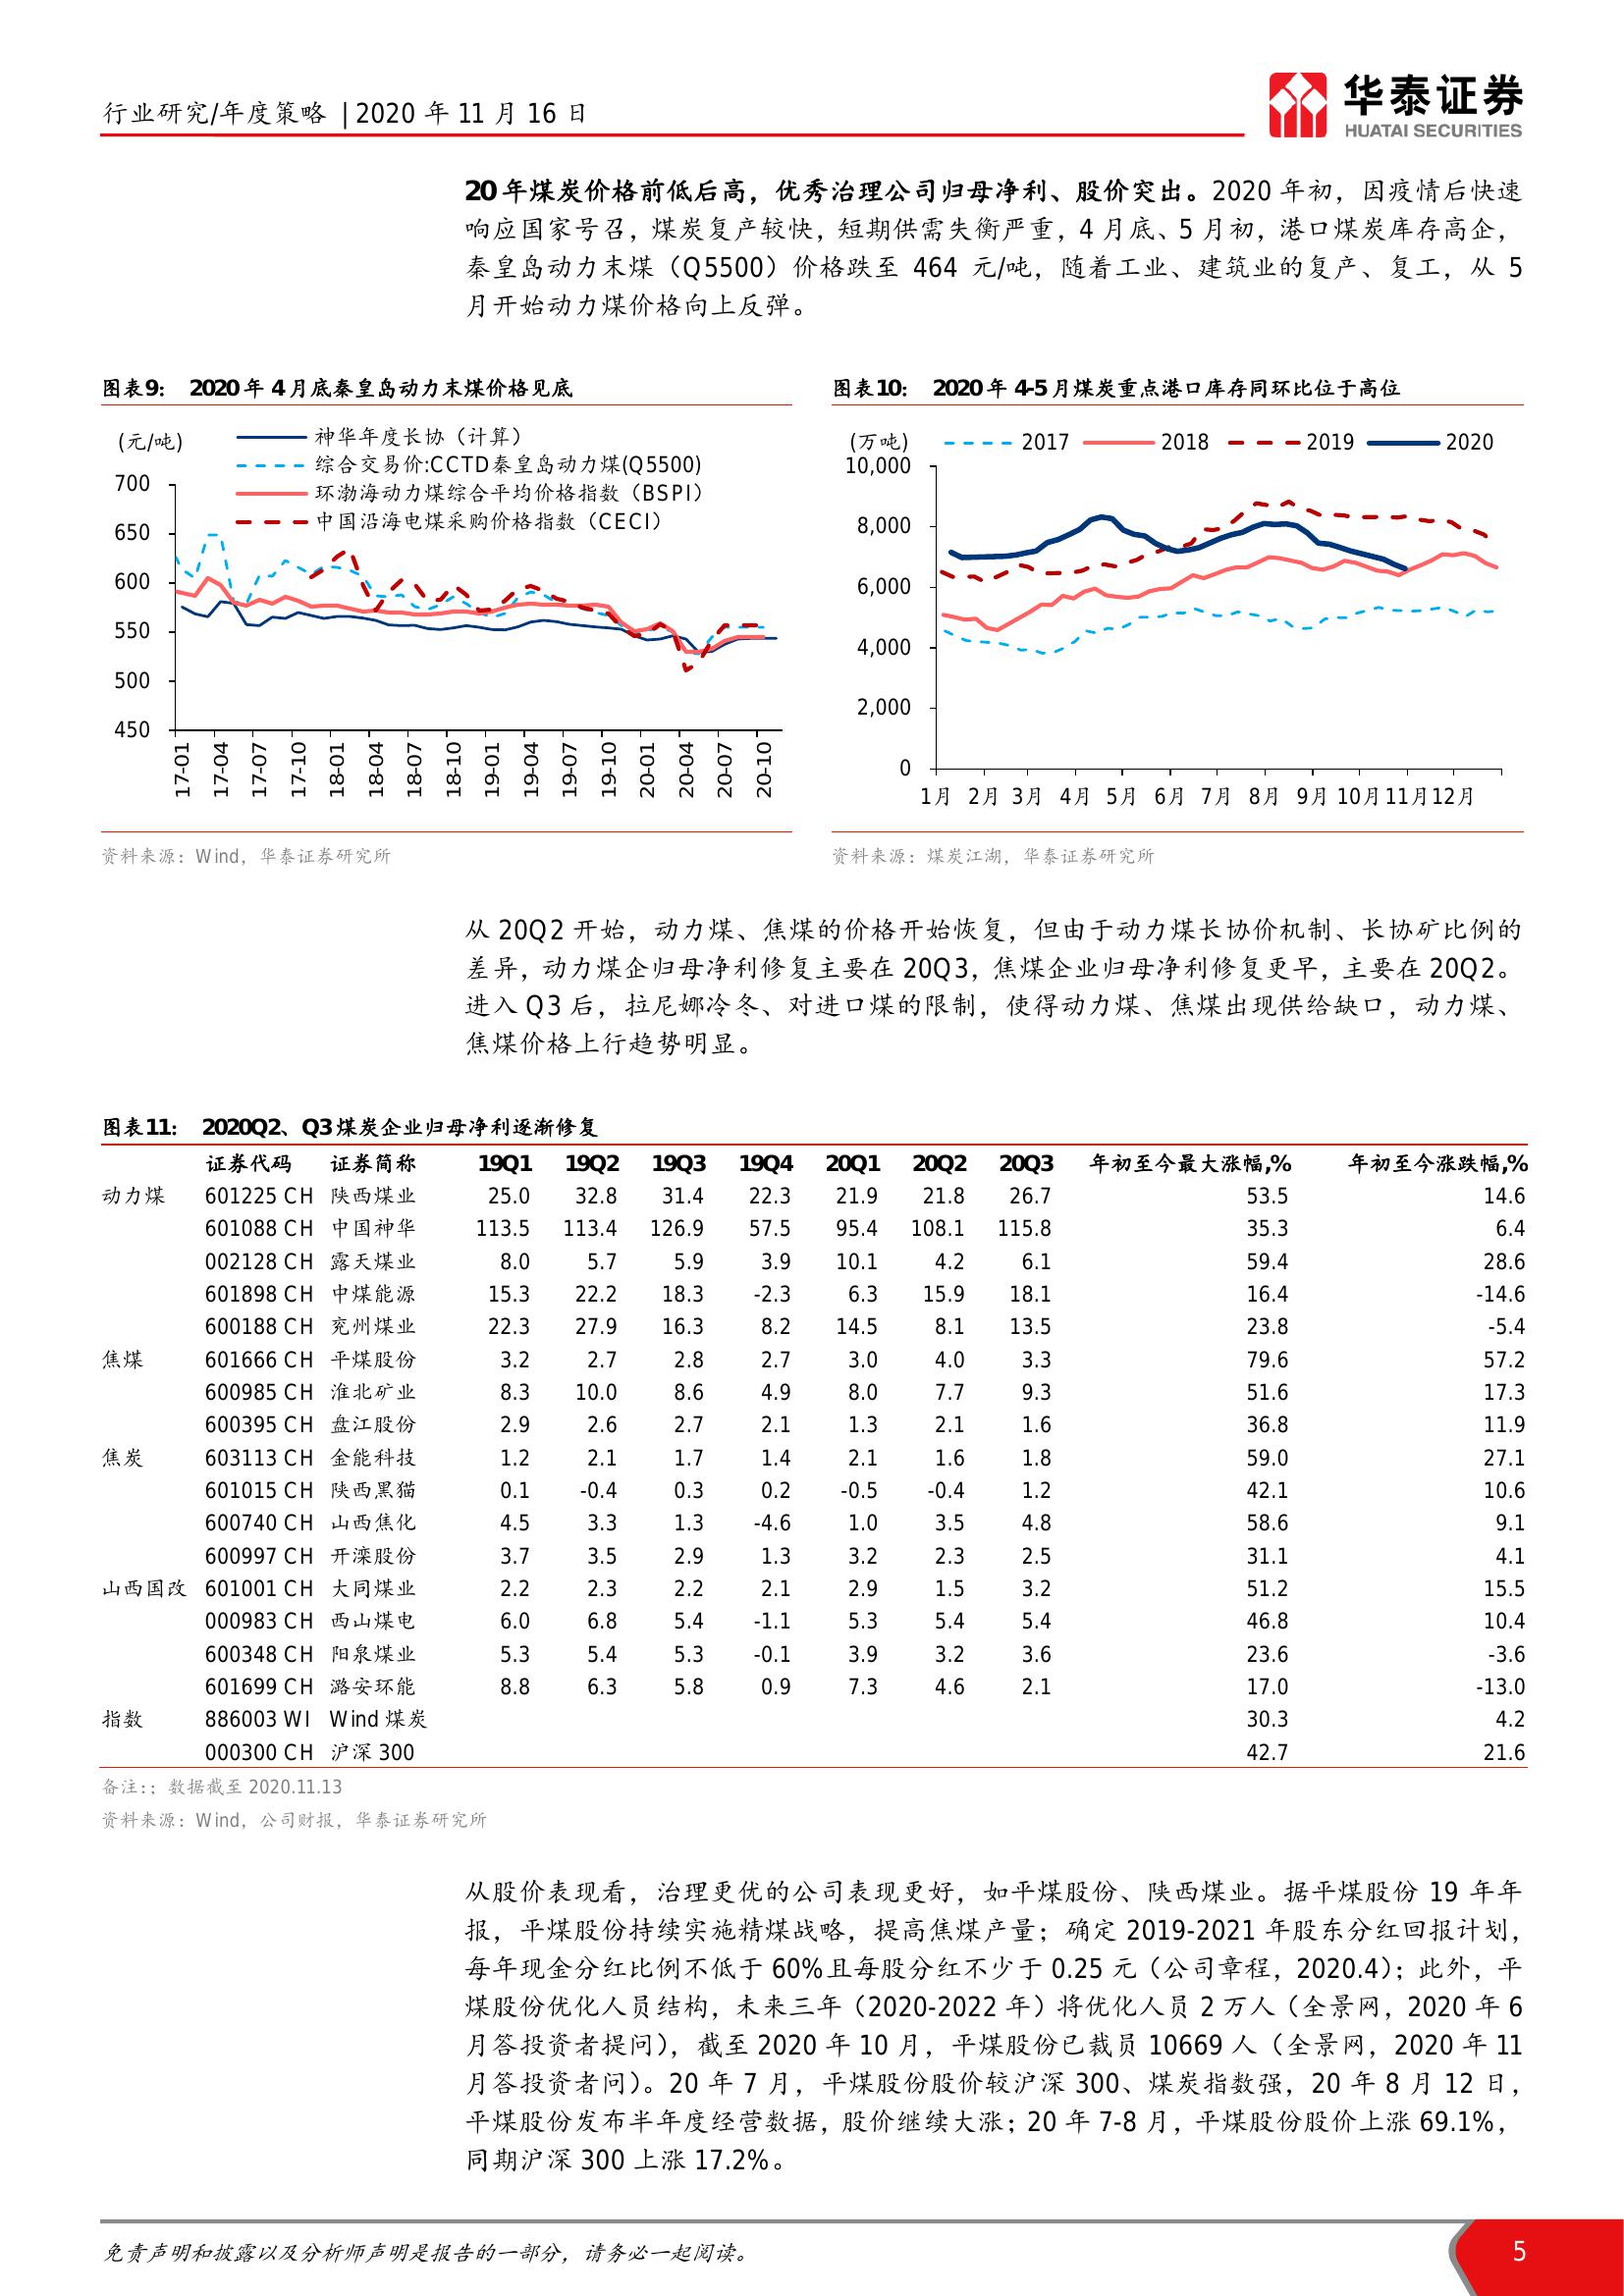 行业研究/年度策略 | 2020 年 11 月 16 日
华泰证券
HUATAI SECURITIES
20 年煤炭价格前低后高，优秀治理公司归母净利、股价突出。2020 年初，因疫情后快速
响应国家号召，煤炭复产较快，短期供需失衡严重，4 月底、5 月初，港口煤炭库存高企，
秦皇岛动力末煤（Q5500）价格跌至 464 元/吨，随着工业、建筑业的复产、复工，从 5
月开始动力煤价格向上反弹。
图表9： 2020 年 4 月底秦皇岛动力末煤价格见底
(元/吨)
神华年度长协（计算）
综合交易价:CCTD秦皇岛动力煤(Q5500)
环渤海动力煤综合平均价格指数（BSPI）
中国沿海电煤采购价格指数（CECI）
700
650
600
550
500
450
17-01 17-04 17-07 17-10 18-01 18-04 18-07 18-10 19-01 19-04 19-07 19-10 20-01 20-04 20-07 20-10
资料来源：Wind，华泰证券研究所
图表10： 2020 年 4-5 月煤炭重点港口库存同环比位于高位
(万吨) 2017 2018 2019 2020
10,000
8,000
6,000
4,000
2,000
0
1月 2月 3月 4月 5月 6月 7月 8月 9月 10月 11月 12月
资料来源：煤炭江湖，华泰证券研究所
从 20Q2 开始，动力煤、焦煤的价格开始恢复，但由于动力煤长协价机制、长协矿比例的
差异，动力煤企归母净利修复主要在 20Q3，焦煤企业归母净利修复更早，主要在 20Q2。
进入 Q3 后，拉尼娜冷冬、对进口煤的限制，使得动力煤、焦煤出现供给缺口，动力煤、
焦煤价格上行趋势明显。
图表11： 2020Q2、Q3 煤炭企业归母净利逐渐修复
证券代码 证券简称 19Q1 19Q2 19Q3 19Q4 20Q1 20Q2 20Q3 年初至今最大涨幅,% 年初至今涨跌幅,%
动力煤 601225 CH 陕西煤业 25.0 32.8 31.4 22.3 21.9 21.8 26.7 53.5 14.6
601088 CH 中国神华 113.5 113.4 126.9 57.5 95.4 108.1 115.8 35.3 6.4
002128 CH 露天煤业 8.0 5.7 5.9 3.9 10.1 4.2 6.1 59.4 28.6
601898 CH 中煤能源 15.3 22.2 18.3 -2.3 6.3 15.9 18.1 16.4 -14.6
600188 CH 兖州煤业 22.3 27.9 16.3 8.2 14.5 8.1 13.5 23.8 -5.4
焦煤 601666 CH 平煤股份 3.2 2.7 2.8 2.7 3.0 4.0 3.3 79.6 57.2
600985 CH 淮北矿业 8.3 10.0 8.6 4.9 8.0 7.7 9.3 51.6 17.3
600395 CH 盘江股份 2.9 2.6 2.7 2.1 1.3 2.1 1.6 36.8 11.9
焦炭 603113 CH 金能科技 1.2 2.1 1.7 1.4 2.1 1.6 1.8 59.0 27.1
601015 CH 陕西黑猫 0.1 -0.4 0.3 0.2 -0.5 -0.4 1.2 42.1 10.6
600740 CH 山西焦化 4.5 3.3 1.3 -4.6 1.0 3.5 4.8 58.6 9.1
600997 CH 开滦股份 3.7 3.5 2.9 1.3 3.2 2.3 2.5 31.1 4.1
山西国改 601001 CH 大同煤业 2.2 2.3 2.2 2.1 2.9 1.5 3.2 51.2 15.5
000983 CH 西山煤电 6.0 6.8 5.4 -1.1 5.3 5.4 5.4 46.8 10.4
600348 CH 阳泉煤业 5.3 5.4 5.3 -0.1 3.9 3.2 3.6 23.6 -3.6
601699 CH 潞安环能 8.8 6.3 5.8 0.9 7.3 4.6 2.1 17.0 -13.0
指数 886003 WI Wind 煤炭 30.3 4.2
000300 CH 沪深 300 42.7 21.6
备注：；数据截至 2020.11.13
资料来源：Wind，公司财报，华泰证券研究所
从股价表现看，治理更优的公司表现更好，如平煤股份、陕西煤业。据平煤股份 19 年年
报，平煤股份持续实施精煤战略，提高焦煤产量；确定 2019-2021 年股东分红回报计划，
每年现金分红比例不低于 60%且每股分红不少于 0.25 元（公司章程，2020.4）；此外，平
煤股份优化人员结构，未来三年（2020-2022 年）将优化人员 2 万人（全景网，2020 年 6
月答投资者提问），截至 2020 年 10 月，平煤股份已裁员 10669 人（全景网，2020 年 11
月答投资者问）。20 年 7 月，平煤股份股价较沪深 300、煤炭指数强，20 年 8 月 12 日，
平煤股份发布半年度经营数据，股价继续大涨；20 年 7-8 月，平煤股份股价上涨 69.1%，
同期沪深 300 上涨 17.2%。
免责声明和披露以及分析师声明是报告的一部分，请务必一起阅读。
5